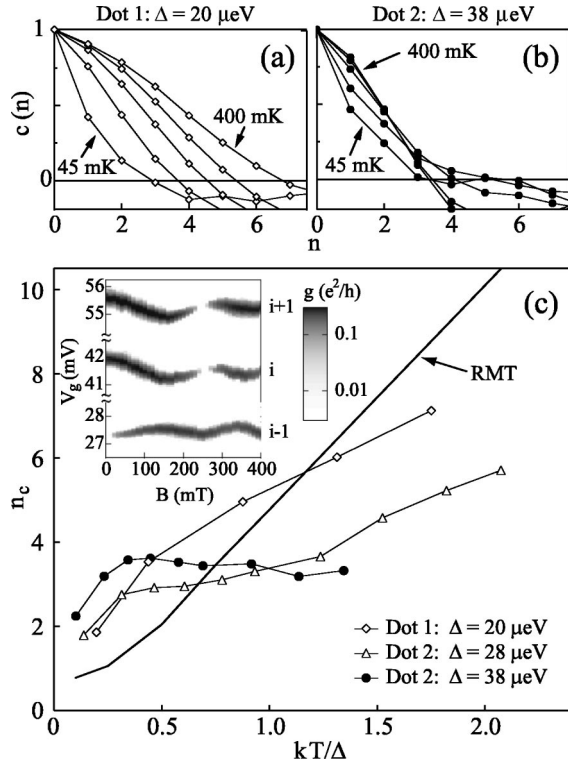 Dot 1: Δ = 20 μeV
Dot 2: Δ = 38 μeV
1
c (n)
0
(a)
400 mK
45 mK
0 2 4 6
(b)
400 mK
45 mK
0 2 4 6
n
n
10
8
6
4
2
0
n_c
(c)
56
55
≈
42
41
≈
28
27
V_g (mV)
i+1
i
i-1
0 100 200 300 400
B (mT)
g (e²/h)
0.1
0.01
RMT
Dot 1: Δ = 20 μeV
Dot 2: Δ = 28 μeV
Dot 2: Δ = 38 μeV
0.0 0.5 1.0 1.5 2.0
kT/Δ